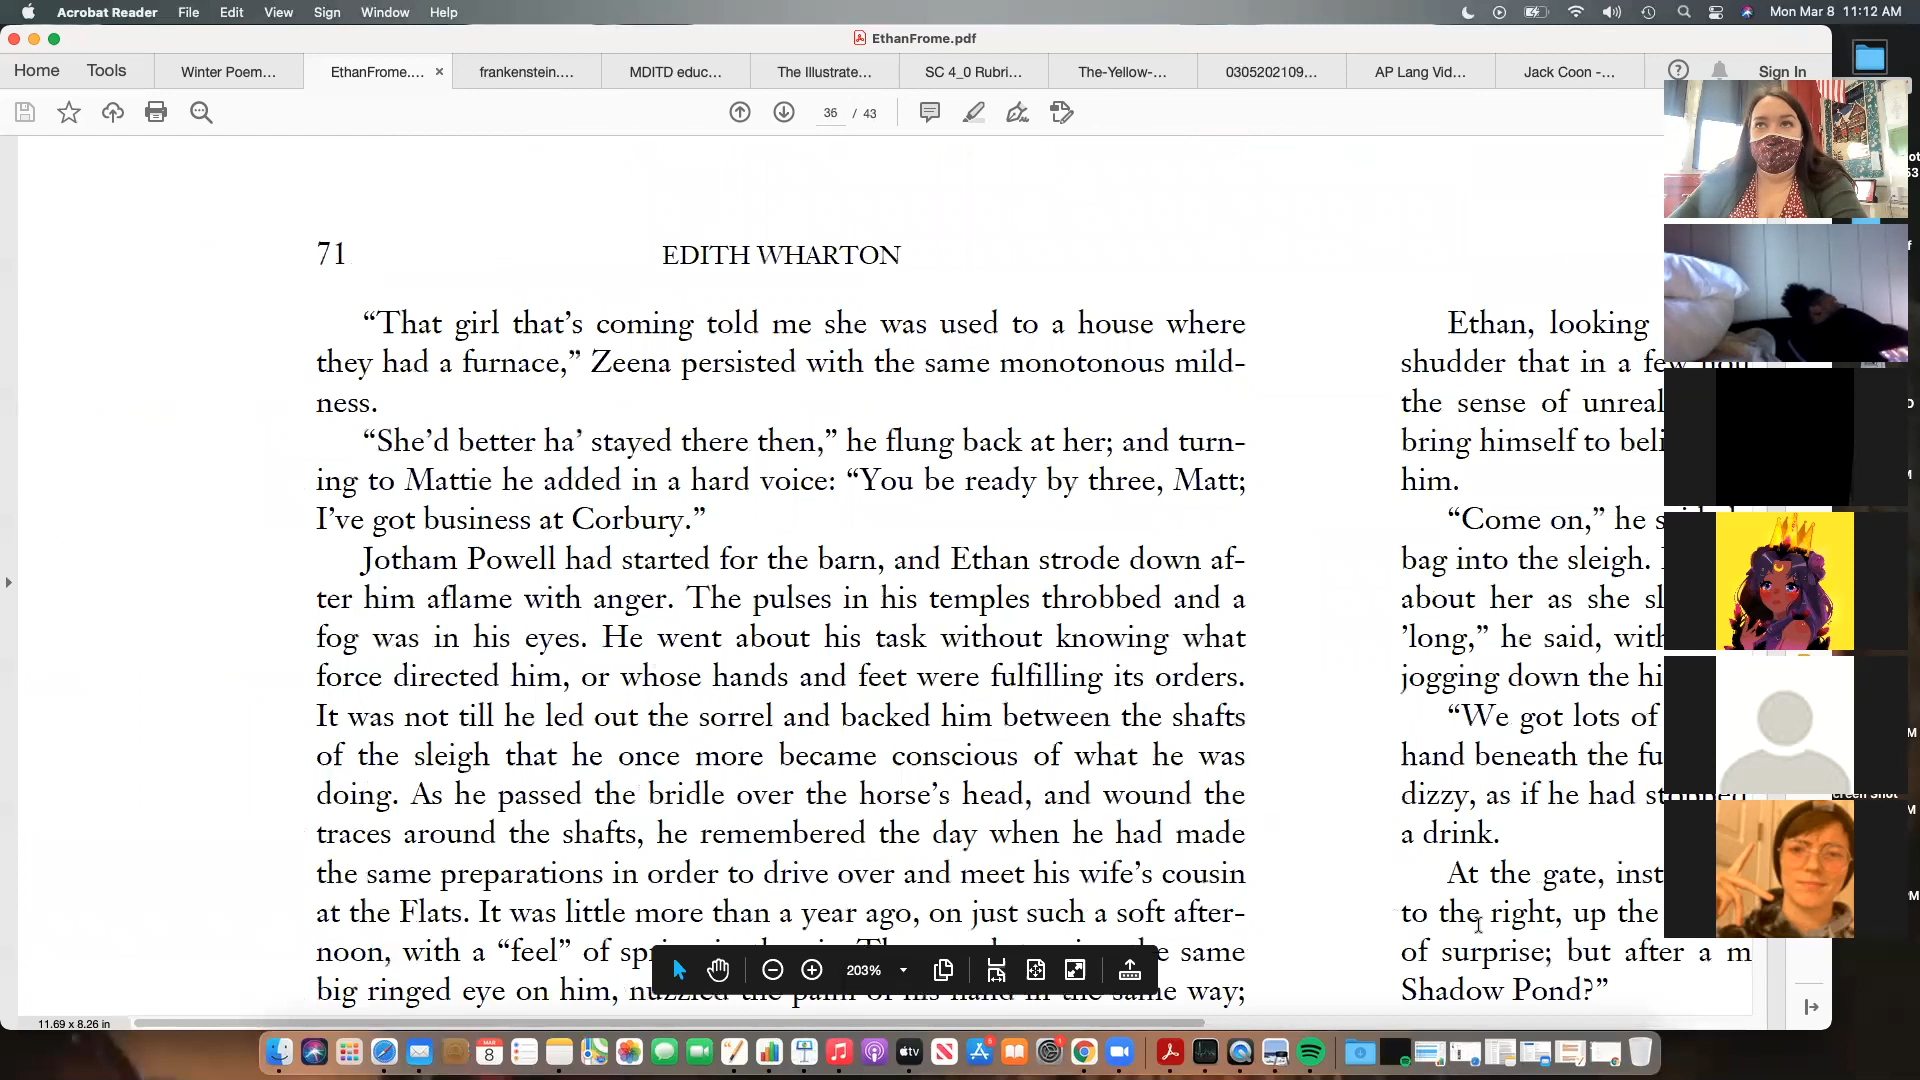 Acrobat Reader File Edit View Sign Window Help Mon Mar 8 11:12 AM
EthanFrome.pdf
Home Tools Winter Poem... EthanFrome.... × frankenstein.... MDITD educ... The Illustrate... SC 4_0 Rubri... The-Yellow-... 0305202109... AP Lang Vid... Jack Coon -... Sign In
36 / 43
71 EDITH WHARTON
“That girl that’s coming told me she was used to a house where
they had a furnace,” Zeena persisted with the same monotonous mild-
ness.
“She’d better ha’ stayed there then,” he flung back at her; and turn-
ing to Mattie he added in a hard voice: “You be ready by three, Matt;
I’ve got business at Corbury.”
Jotham Powell had started for the barn, and Ethan strode down af-
ter him aflame with anger. The pulses in his temples throbbed and a
fog was in his eyes. He went about his task without knowing what
force directed him, or whose hands and feet were fulfilling its orders.
It was not till he led out the sorrel and backed him between the shafts
of the sleigh that he once more became conscious of what he was
doing. As he passed the bridle over the horse’s head, and wound the
traces around the shafts, he remembered the day when he had made
the same preparations in order to drive over and meet his wife’s cousin
at the Flats. It was little more than a year ago, on just such a soft after-
noon, with a “feel” of same
big ringed eye on him, nuzzled the palm of his hand in the same way;
Ethan, looking
shudder that in a few
the sense of unreal
bring himself to beli
him.
“Come on,” he
bag into the sleigh.
about her as she sl
’long,” he said, with
jogging down the hi
“We got lots of
hand beneath the fu
dizzy, as if he had stopped
a drink.
At the gate, inst
to the right, up the
of surprise; but after a m
Shadow Pond?”
203%
11.69 x 8.26 in
MAR
8